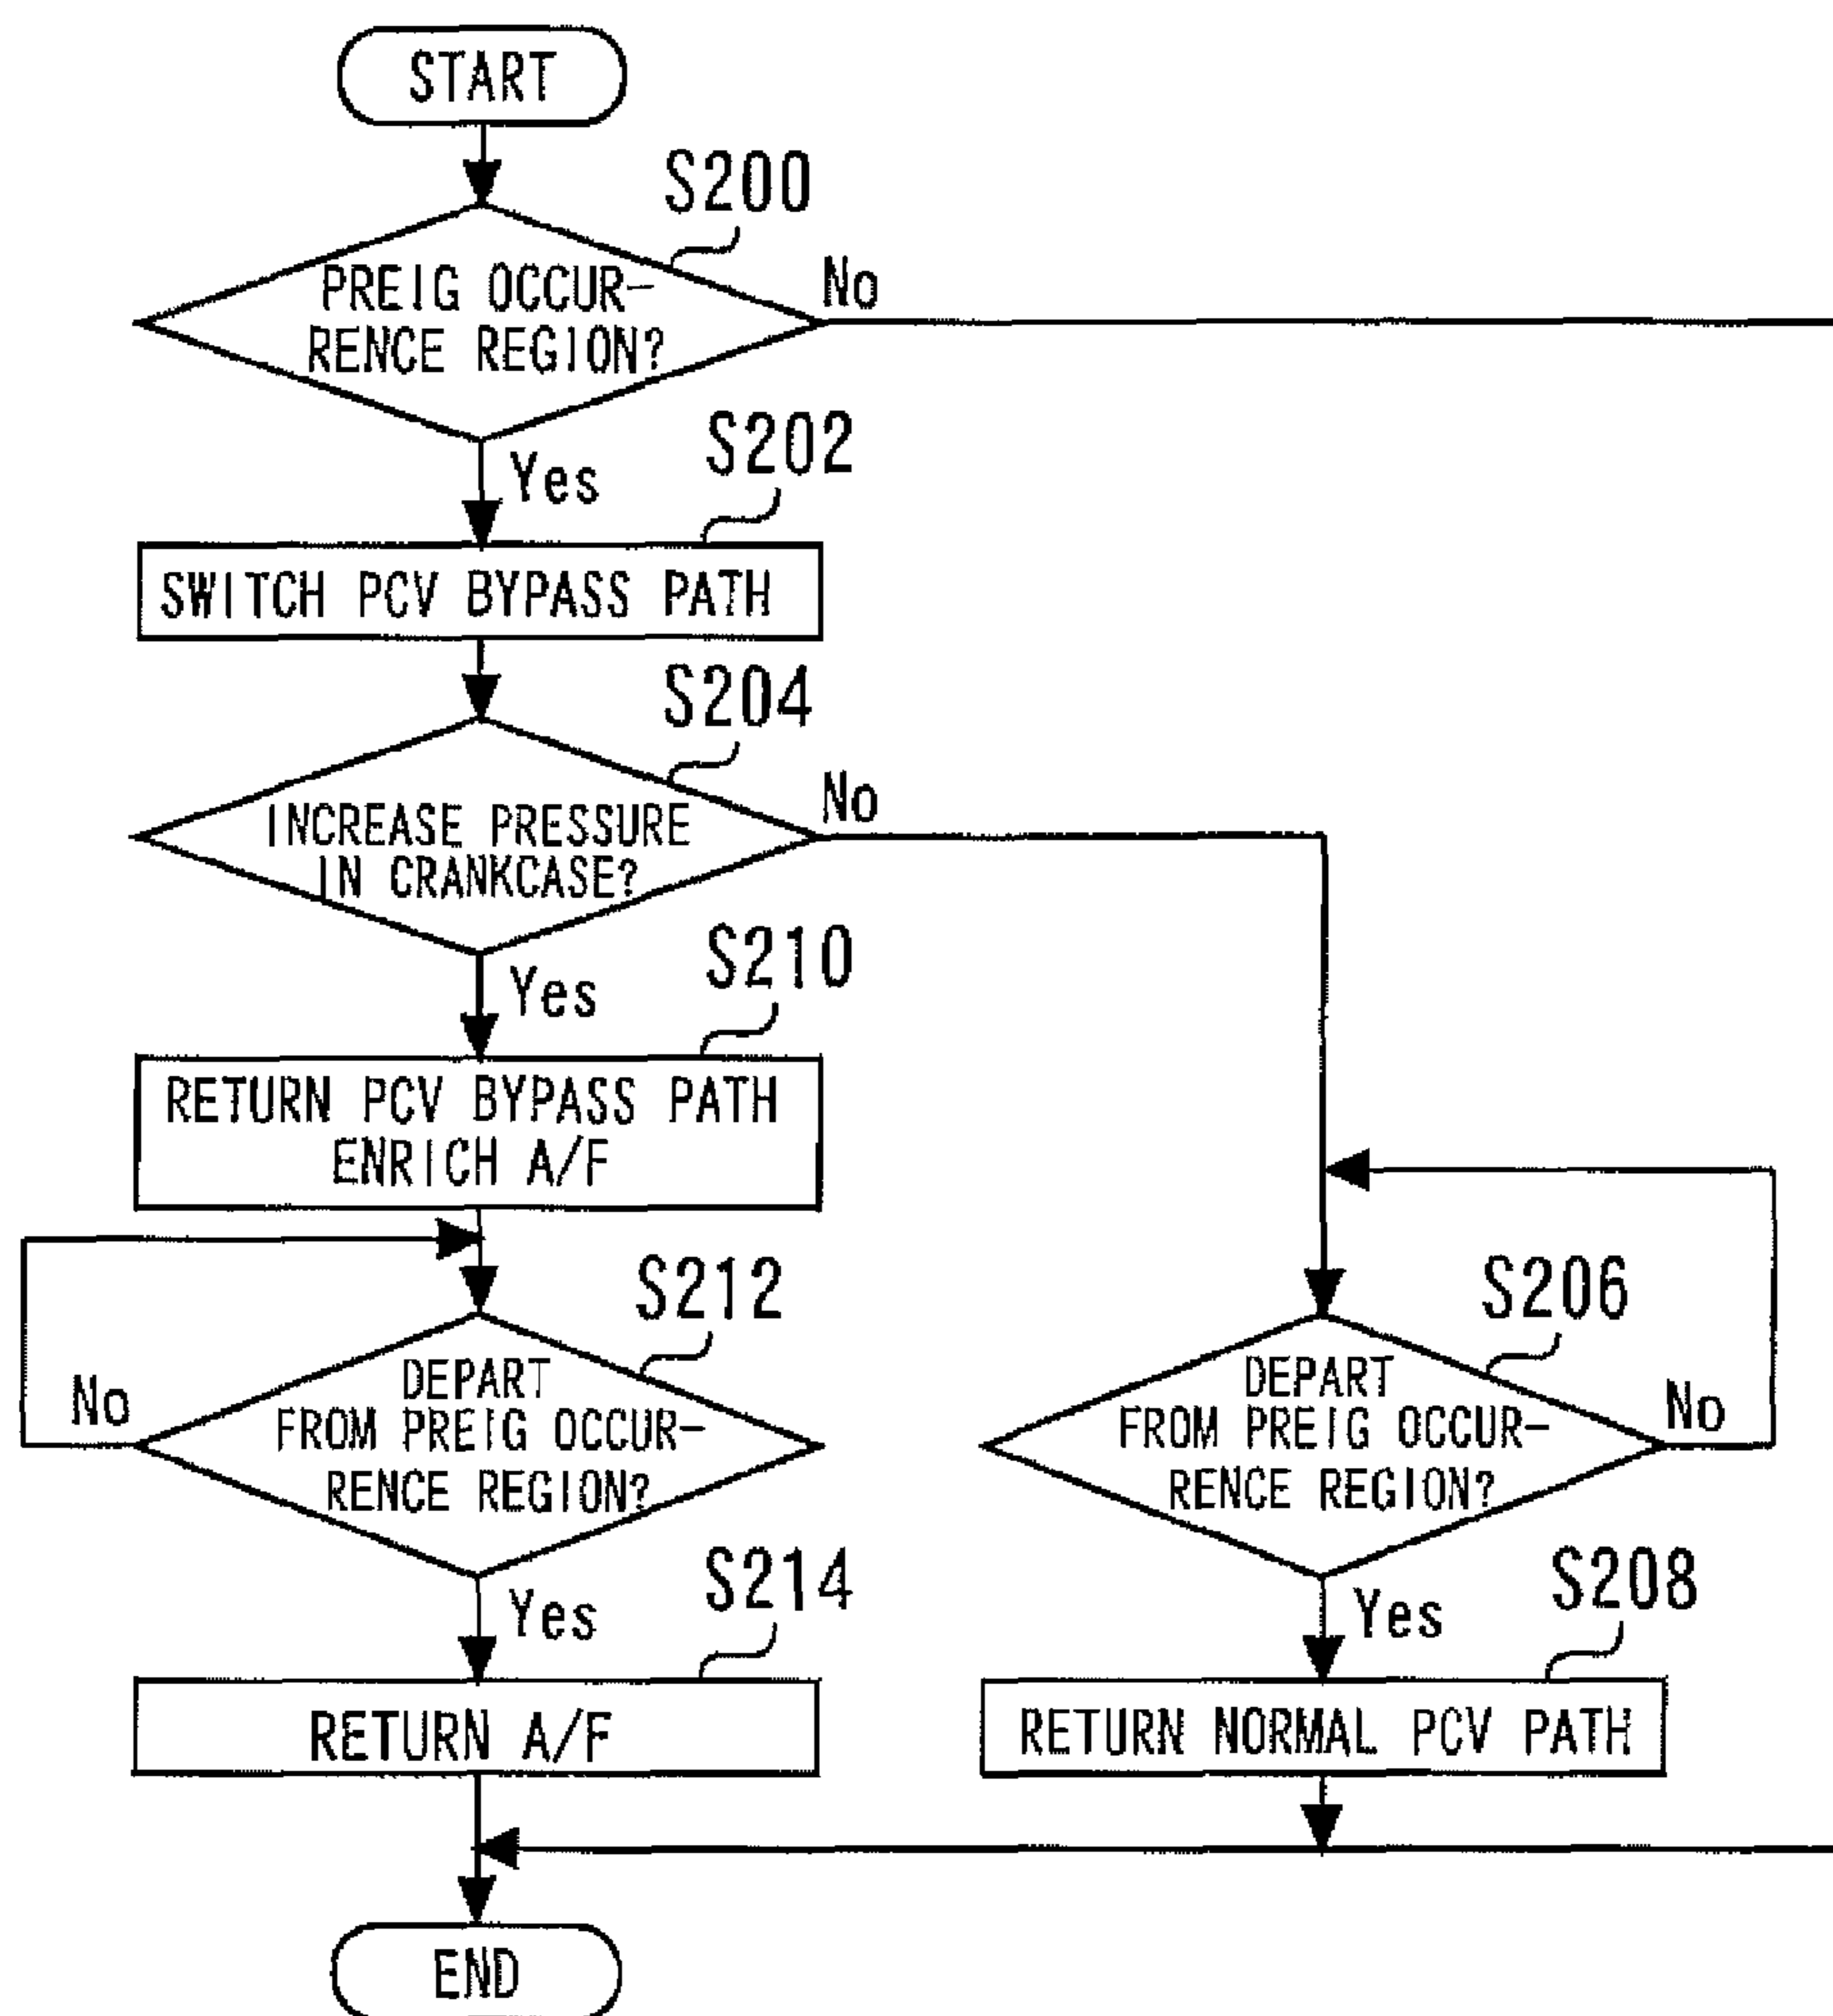 START
S200
PREIG OCCUR-
RENCE REGION?
No
Yes
S202
SWITCH PCV BYPASS PATH
S204
INCREASE PRESSURE
IN CRANKCASE?
No
Yes
S210
RETURN PCV BYPASS PATH
ENRICH A/F
S212
DEPART
FROM PREIG OCCUR-
RENCE REGION?
No
Yes
S206
DEPART
FROM PREIG OCCUR-
RENCE REGION?
No
Yes
S214
RETURN A/F
S208
RETURN NORMAL PCV PATH
END